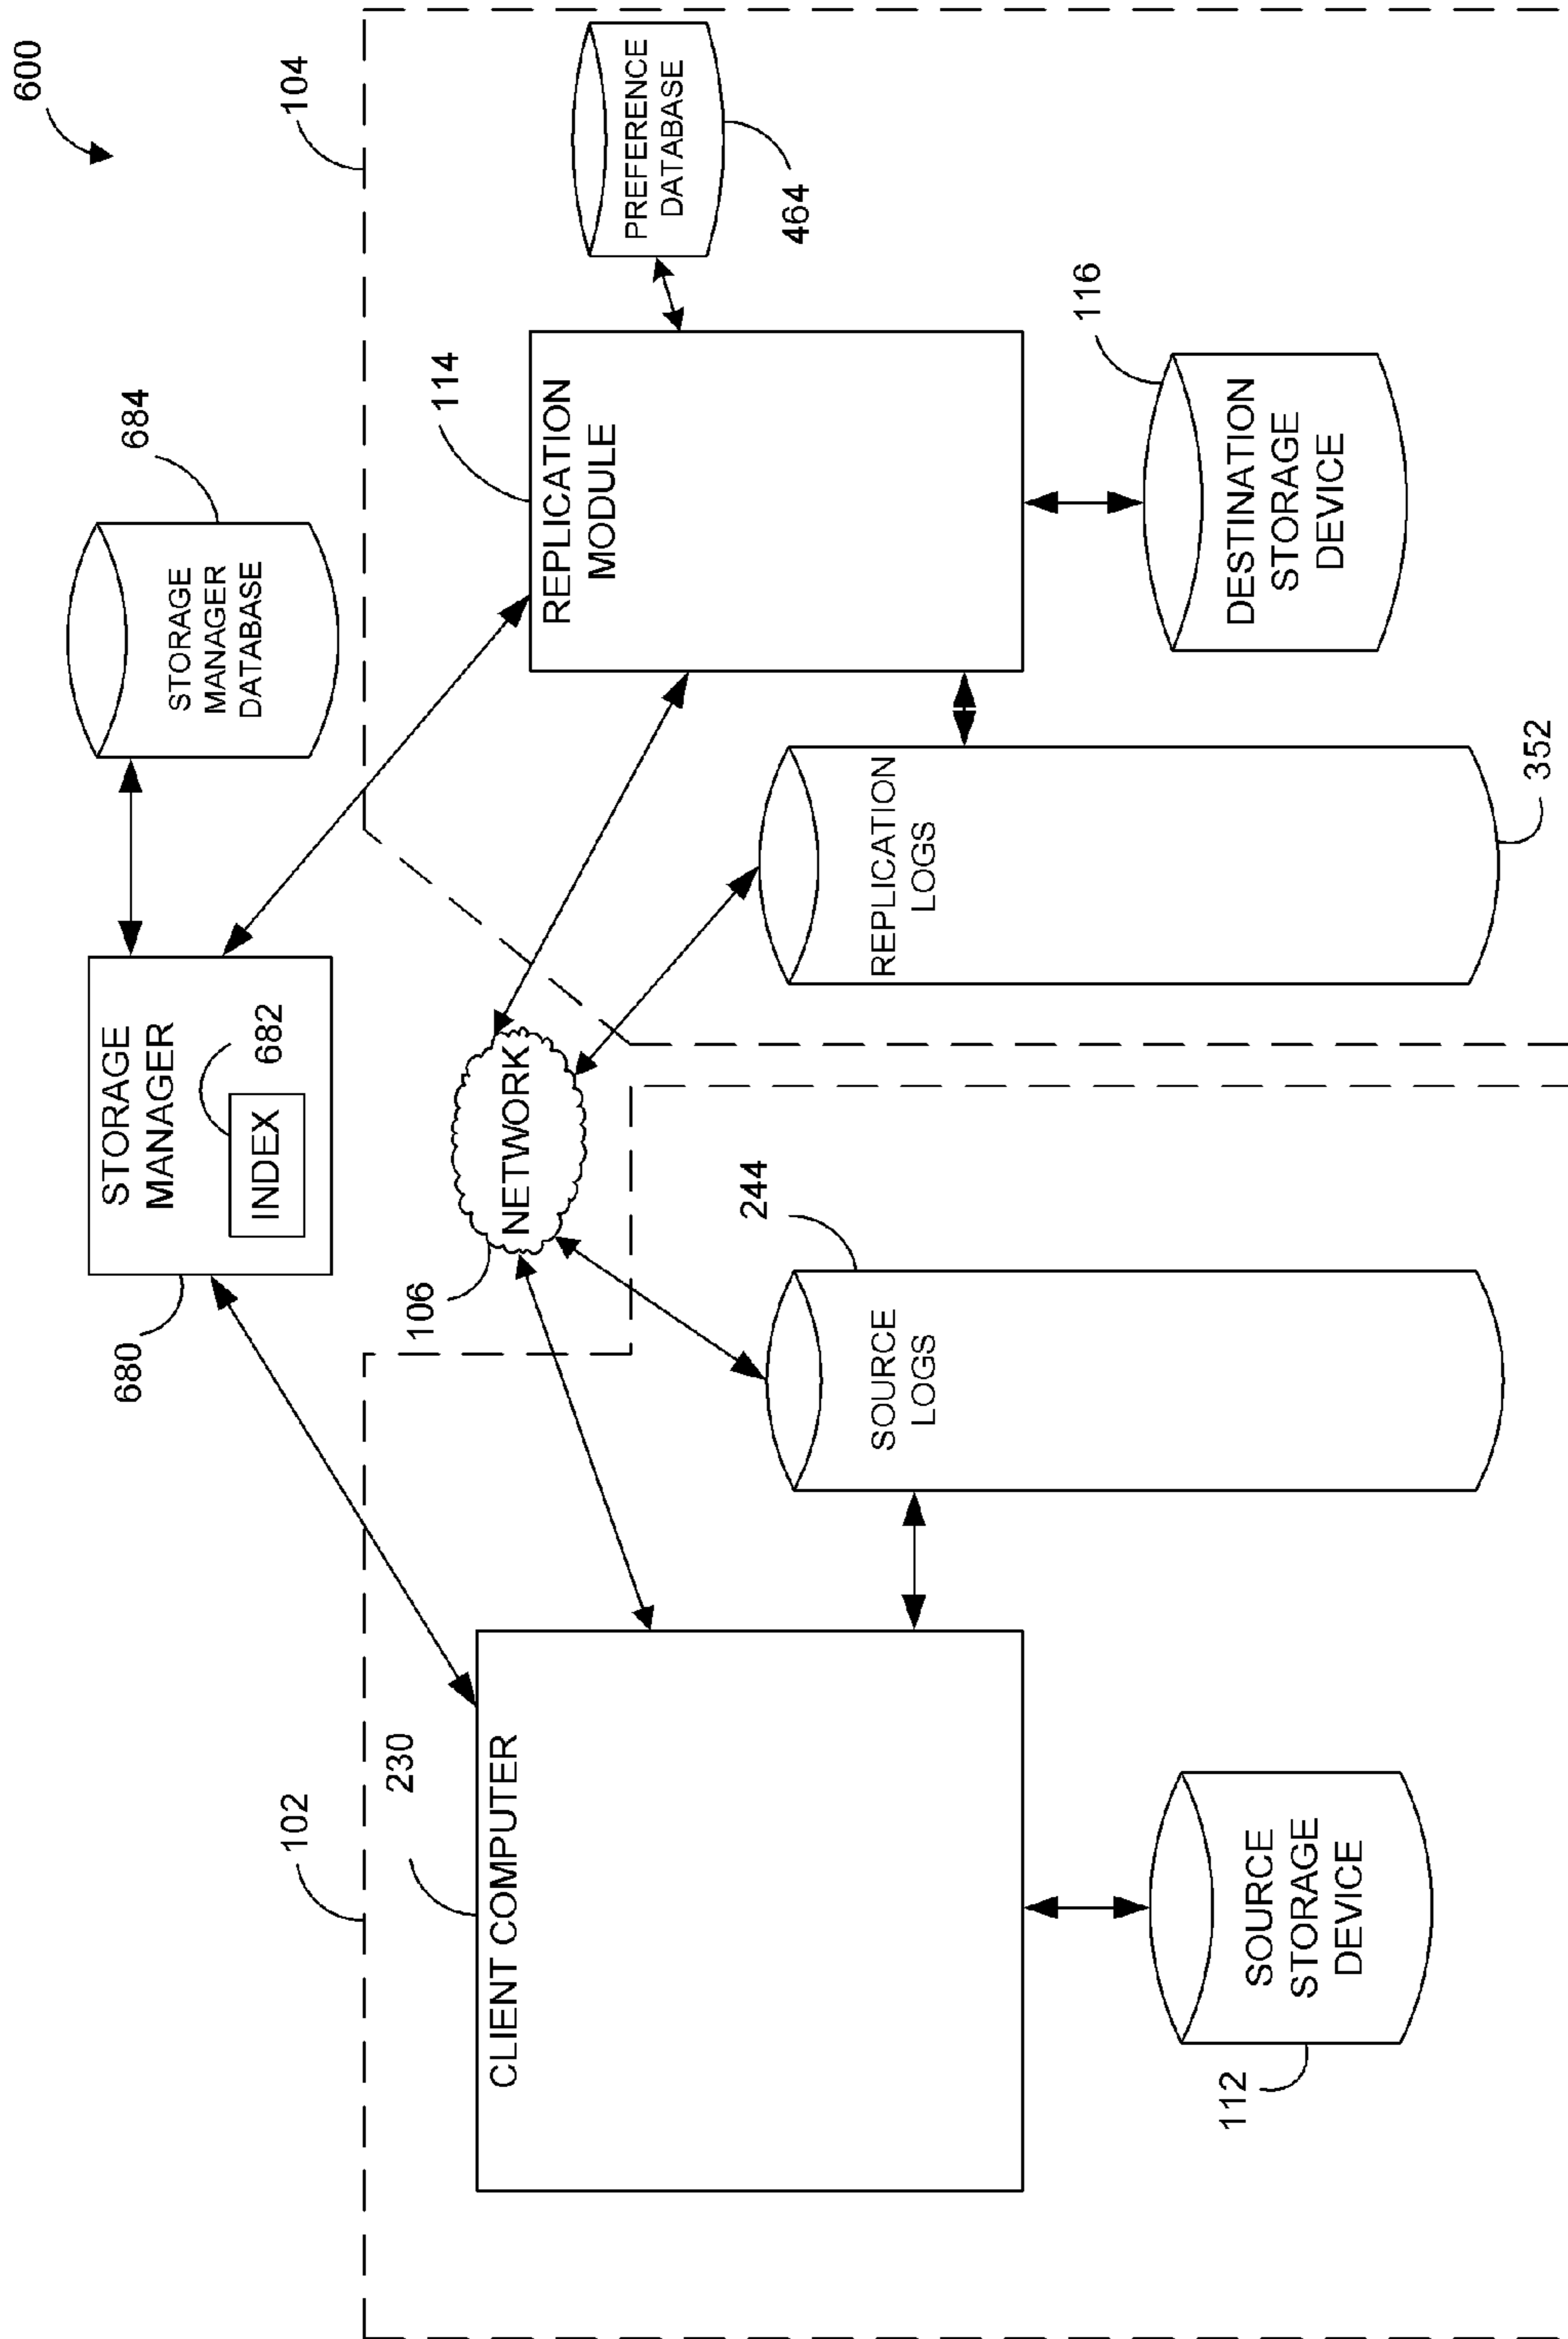 600
684
STORAGE
MANAGER
DATABASE
STORAGE
MANAGER
682
INDEX
680
104
102
106
NETWORK
230
CLIENT COMPUTER
114
REPLICATION
MODULE
PREFERENCE
DATABASE
464
244
SOURCE
LOGS
REPLICATION
LOGS
352
116
DESTINATION
STORAGE
DEVICE
112
SOURCE
STORAGE
DEVICE